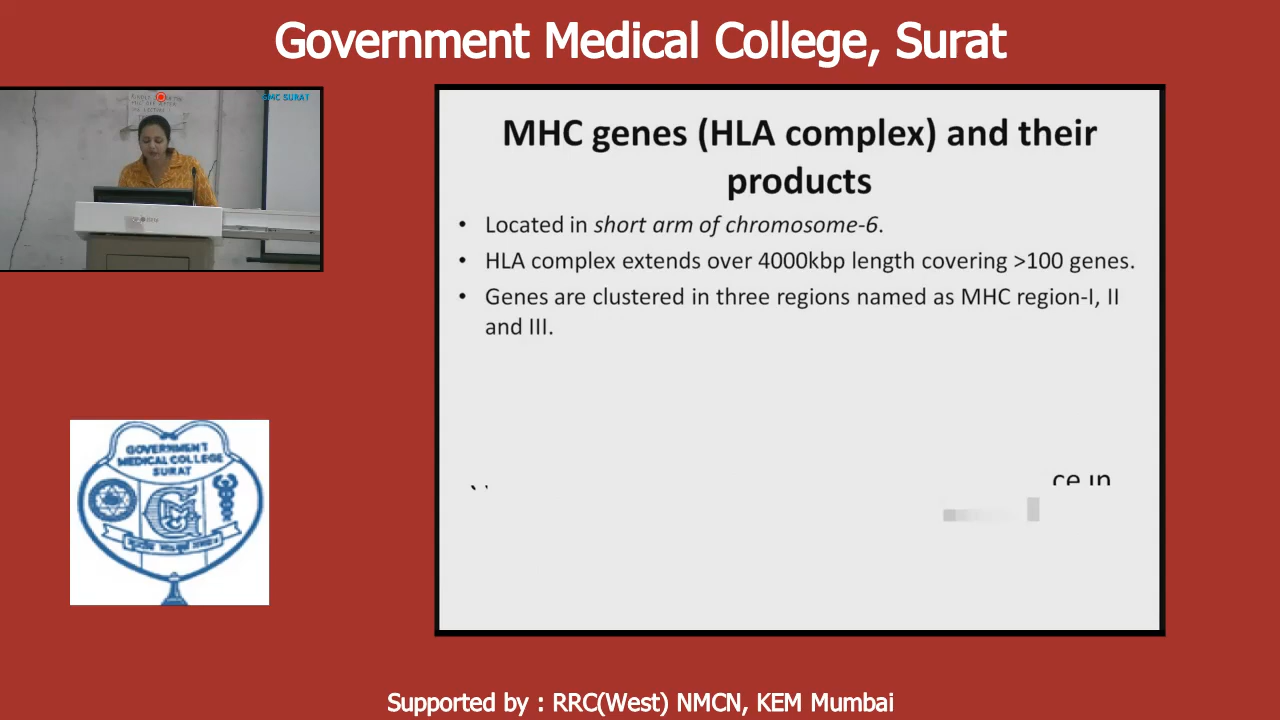 Government Medical College, Surat
GMC SURAT
MHC genes (HLA complex) and their
products
• Located in short arm of chromosome-6.
• HLA complex extends over 4000kbp length covering >100 genes.
• Genes are clustered in three regions named as MHC region-I, II
and III.
ce in
GOVERNMENT
MEDICAL COLLEGE
SURAT
Supported by : RRC(West) NMCN, KEM Mumbai